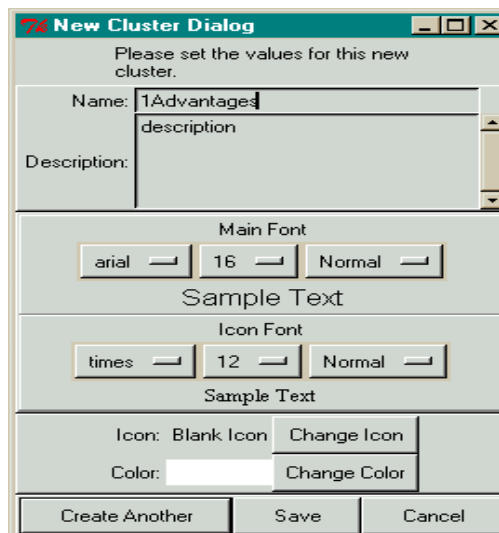 New Cluster Dialog
Please set the values for this new
cluster.
Name: 1Advantages
Description: description
Main Font
arial 16 Normal
Sample Text
Icon Font
times 12 Normal
Sample Text
Icon: Blank Icon Change Icon
Color: Change Color
Create Another Save Cancel